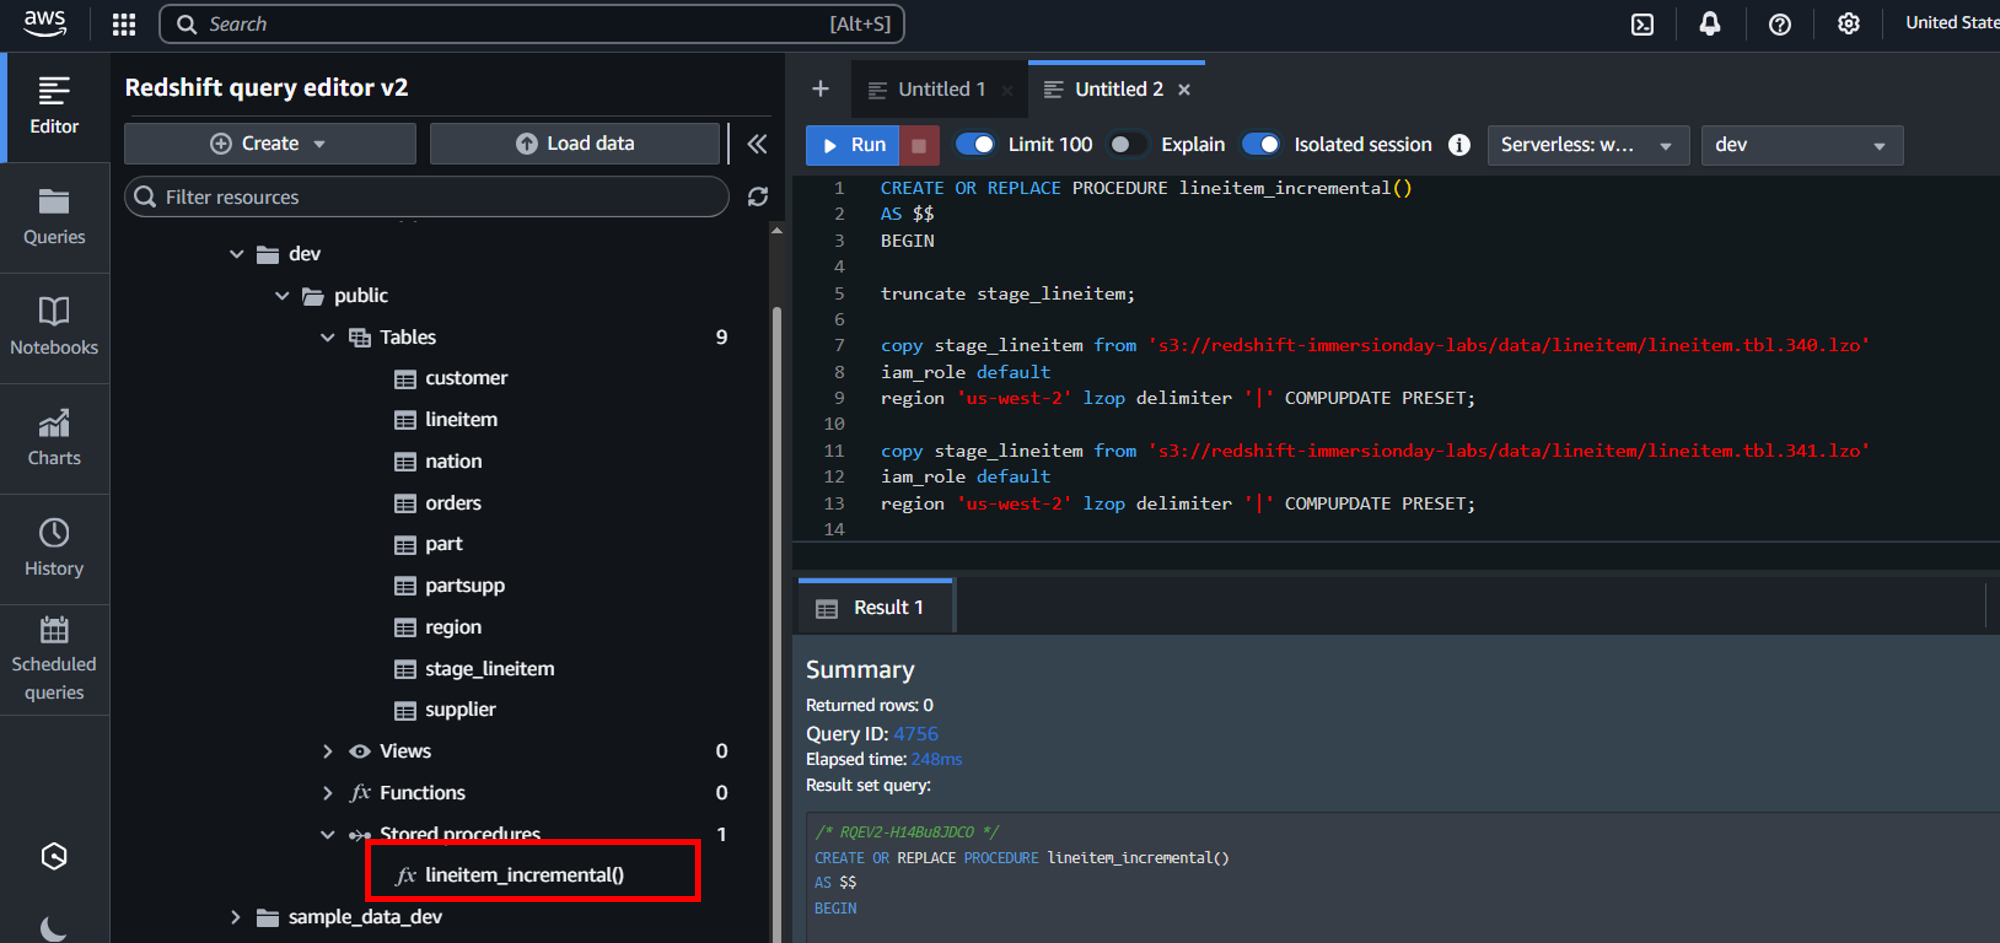 aws
Search
[Alt+S]
United State
Editor
Queries
Notebooks
Charts
History
Scheduled
queries
Redshift query editor v2
Create
Load data
Filter resources
dev
public
Tables 9
customer
lineitem
nation
orders
part
partsupp
region
stage_lineitem
supplier
Views 0
fx Functions 0
Stored procedures 1
fx lineitem_incremental()
sample_data_dev
Untitled 1
Untitled 2
Run
Limit 100
Explain
Isolated session
Serverless: w...
dev
1 CREATE OR REPLACE PROCEDURE lineitem_incremental()
2 AS $$
3 BEGIN
4
5 truncate stage_lineitem;
6
7 copy stage_lineitem from 's3://redshift-immersionday-labs/data/lineitem/lineitem.tbl.340.lzo'
8 iam_role default
9 region 'us-west-2' lzop delimiter '|' COMPUPDATE PRESET;
10
11 copy stage_lineitem from 's3://redshift-immersionday-labs/data/lineitem/lineitem.tbl.341.lzo'
12 iam_role default
13 region 'us-west-2' lzop delimiter '|' COMPUPDATE PRESET;
14
Result 1
Summary
Returned rows: 0
Query ID: 4756
Elapsed time: 248ms
Result set query:
/* RQEV2-H14Bu8JDCO */
CREATE OR REPLACE PROCEDURE lineitem_incremental()
AS $$
BEGIN